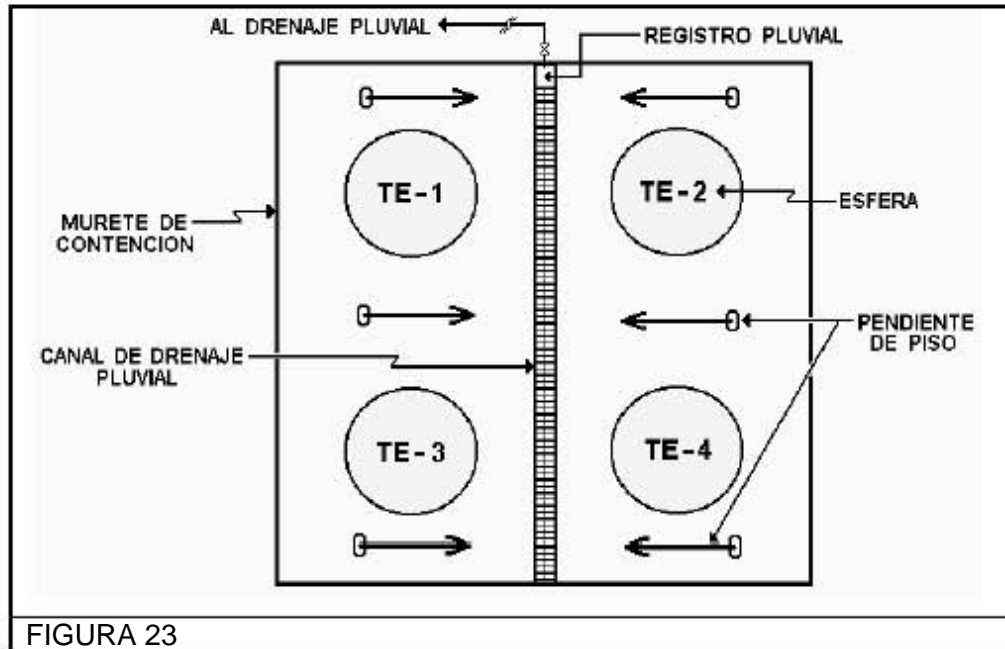 AL DRENAJE PLUVIAL
REGISTRO PLUVIAL
TE-1
TE-2
ESFERA
MURETE DE
CONTENCION
PENDIENTE
DE PISO
CANAL DE DRENAJE
PLUVIAL
TE-3
TE-4
FIGURA 23